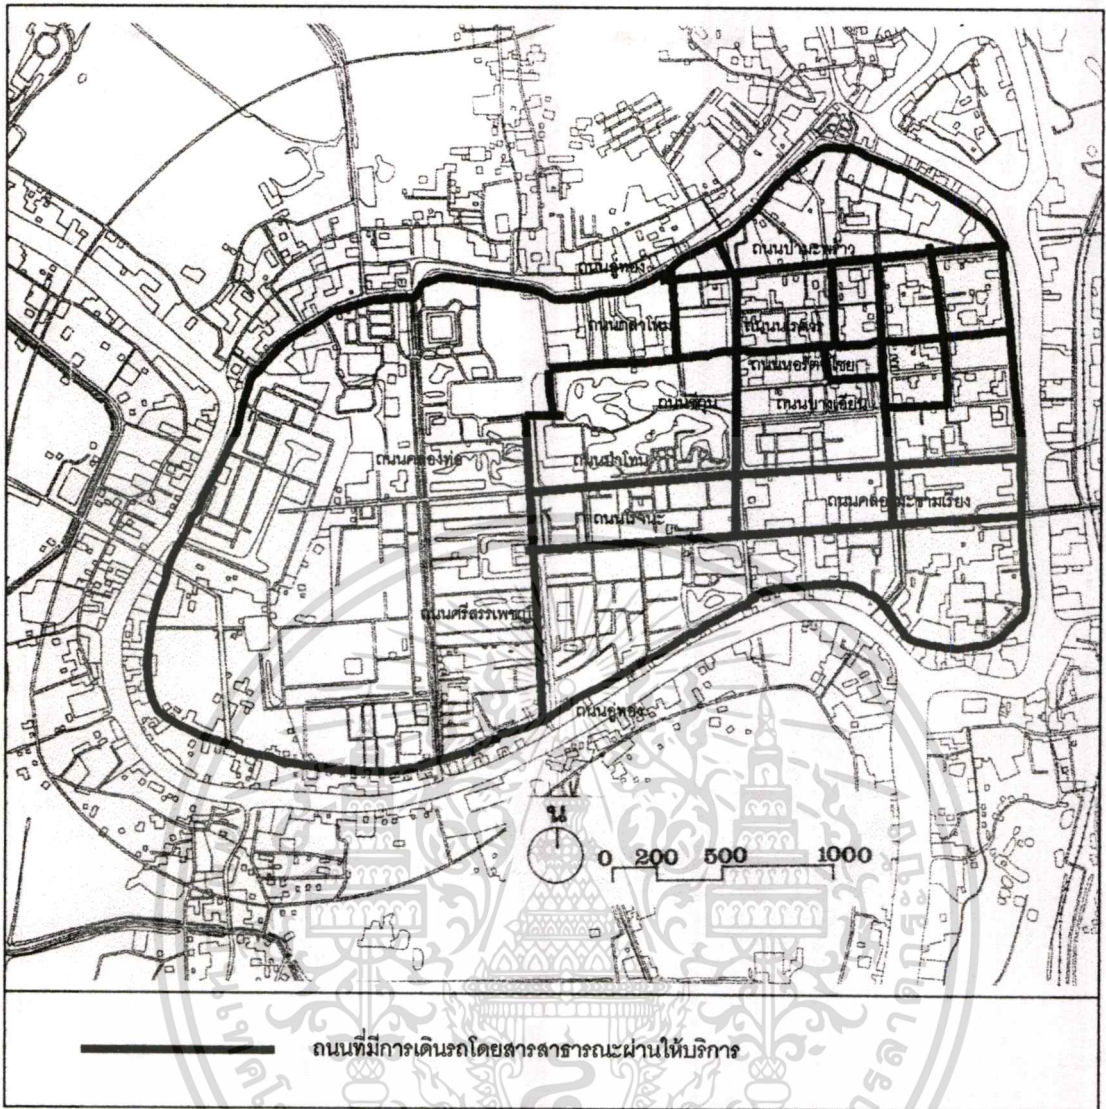 ถนนป่ามะพร้าว
ถนนอู่ทอง
ถนนกลาโหม
ถนนนเรศวร
ถนนหอรัตนไชย
ถนนชีกุน
ถนนบางเอียน
ถนนคลองท่อ
ถนนป่าโทน
ถนนคลองมะขามเรียง
ถนนโรจนะ
ถนนศรีสรรเพชญ์
ถนนอู่ทอง
น
0 200 500 1000
ถนนที่มีการเดินรถโดยสารสาธารณะผ่านให้บริการ